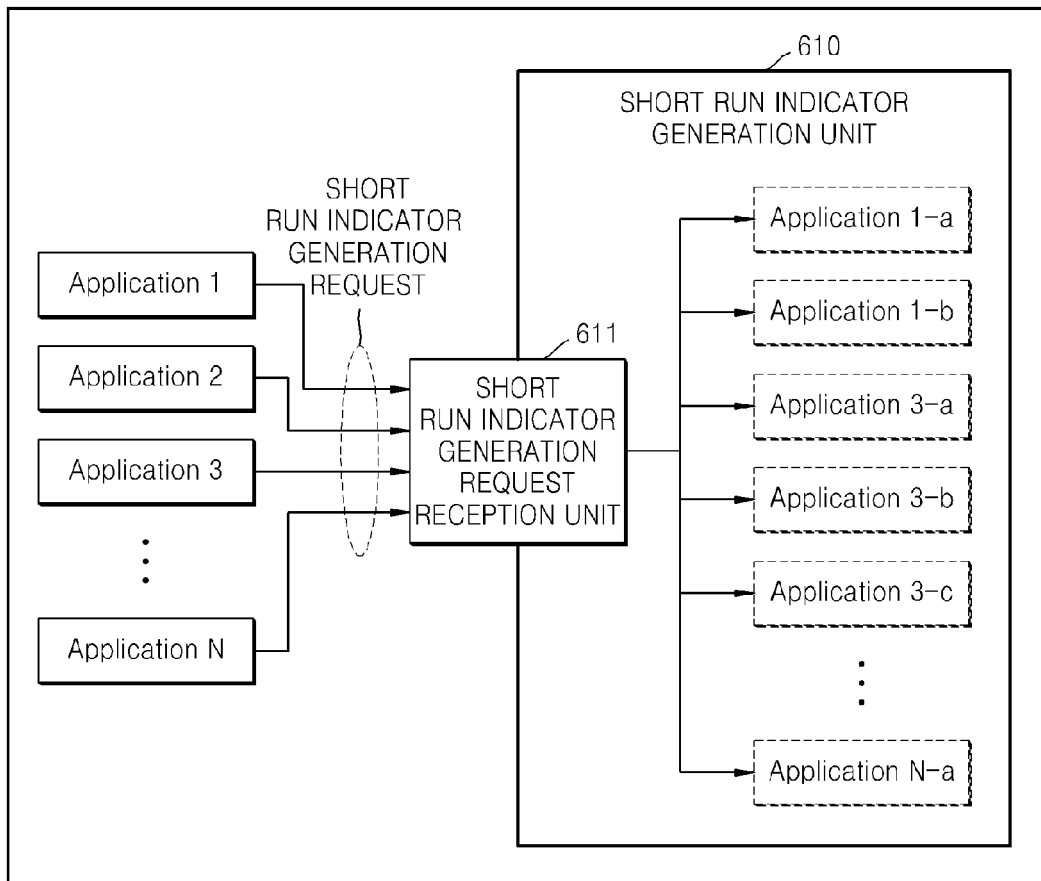 610
SHORT RUN INDICATOR
GENERATION UNIT
SHORT
RUN INDICATOR
GENERATION
REQUEST
Application 1
Application 2
Application 3
Application N
611
SHORT
RUN INDICATOR
GENERATION
REQUEST
RECEPTION UNIT
Application 1-a
Application 1-b
Application 3-a
Application 3-b
Application 3-c
Application N-a